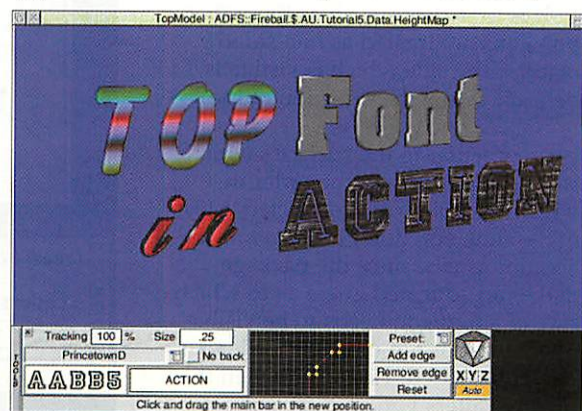 TopModel : ADFS::Fireball.$.AU.Tutorial5.Data.HeightMap *
TOP Font
in ACTION
Tracking 100 % Size .25
PrincetownD No back
AABB5 ACTION
Preset:
Add edge
Remove edge
Reset
X Y Z
Auto
TOOLS
Click and drag the main bar in the new position.